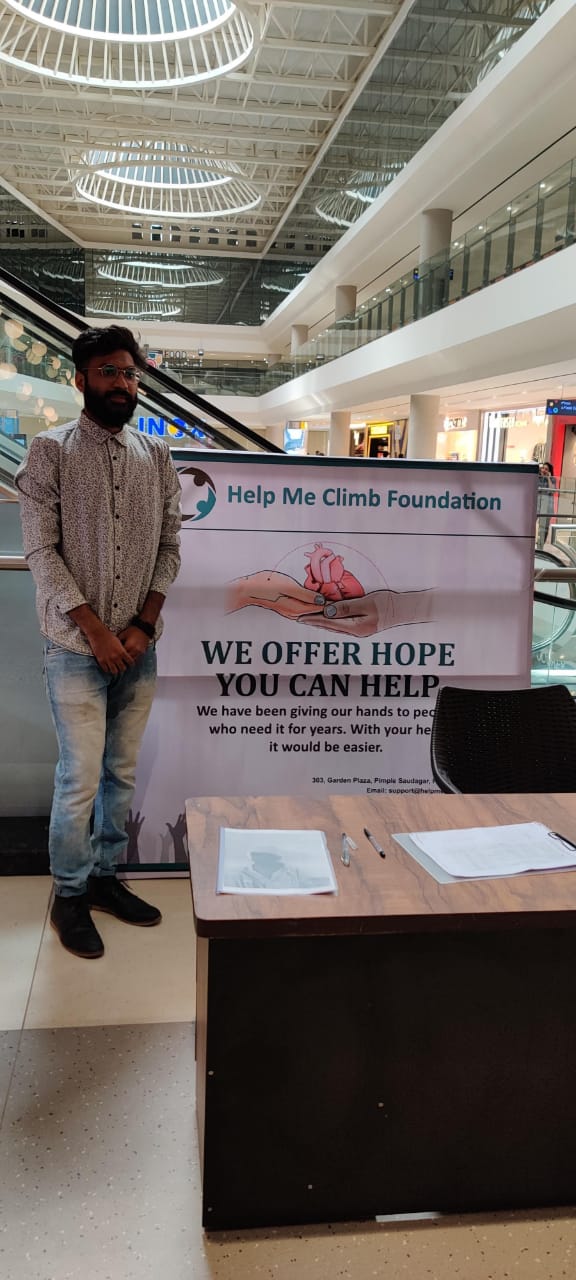 FOOD
Help Me Climb Foundation
WE OFFER HOPE
YOU CAN HELP
We have been giving our hands to
who need it for years. With your
it would be easier.
303, Garden Plaza, Pimple Saudagar,
Email: